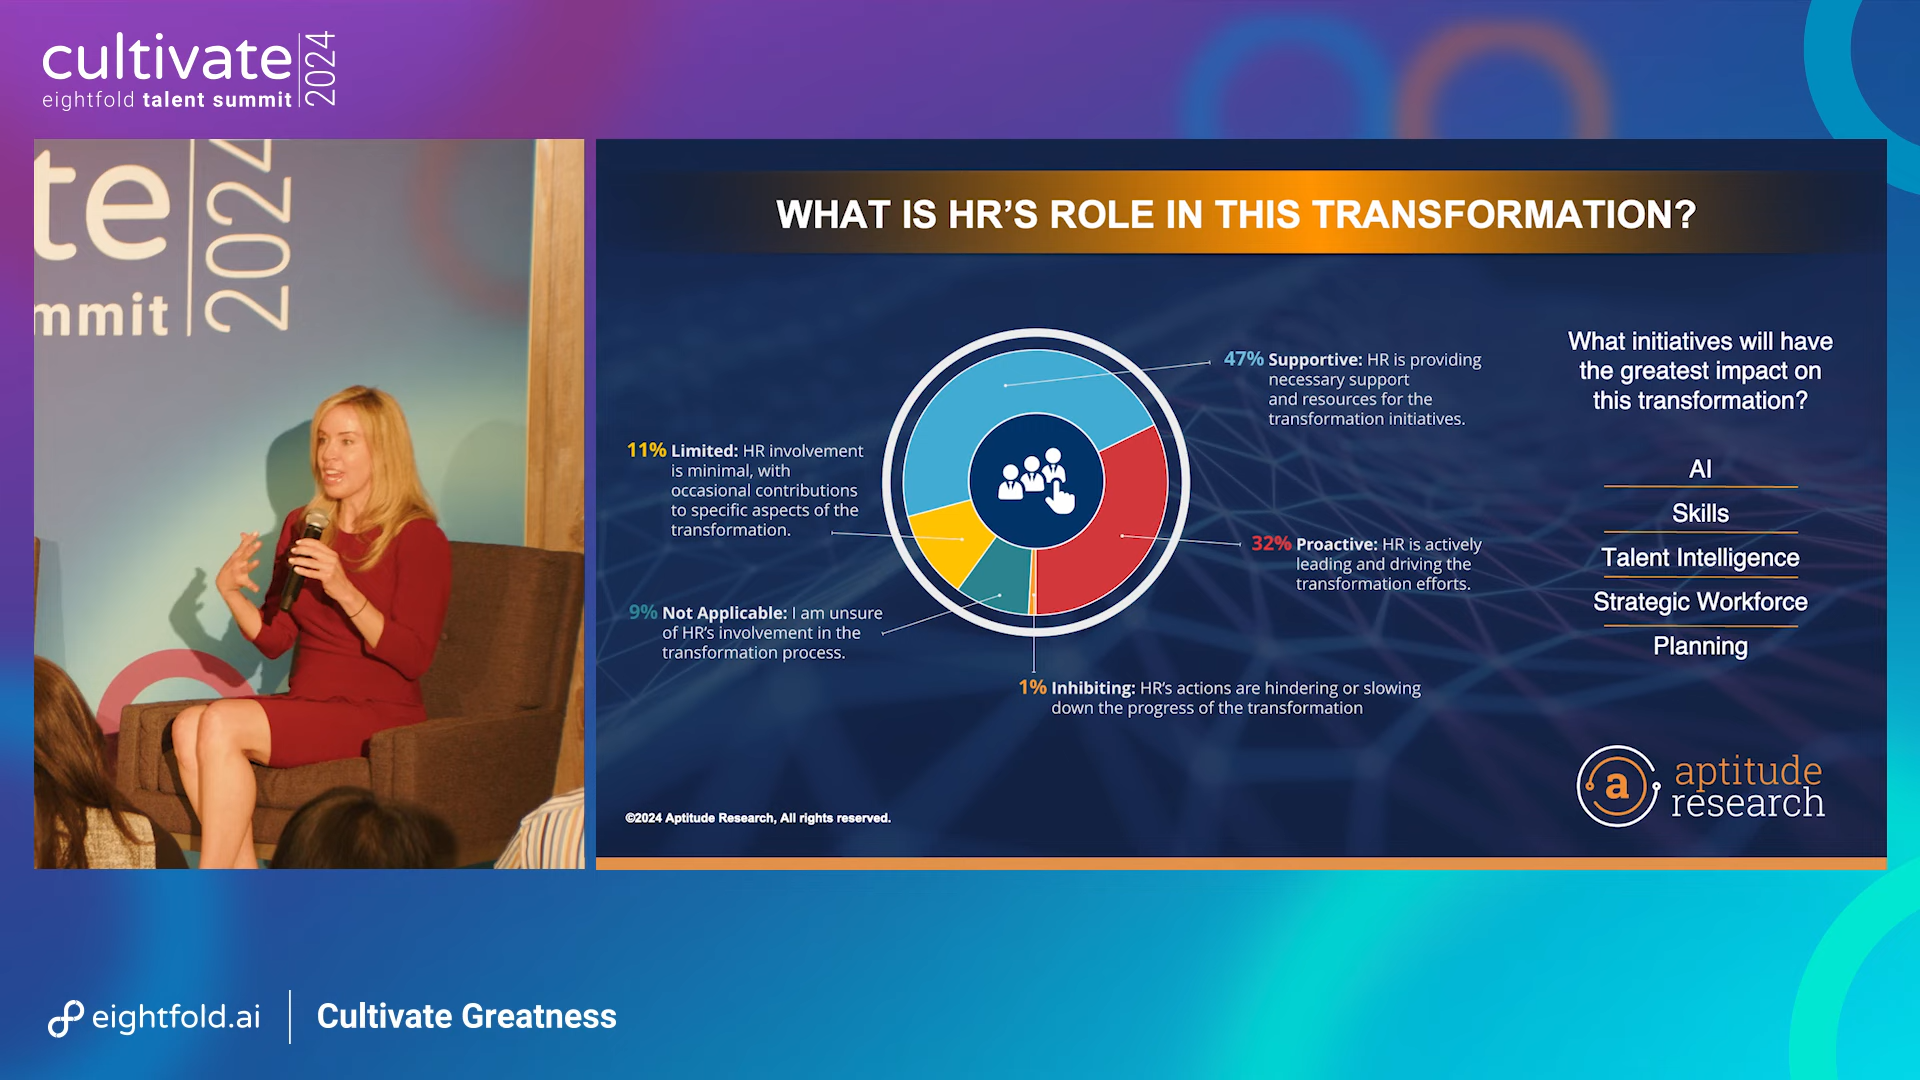 cultivate
2024
eightfold talent summit
te
2024
mmit
WHAT IS HR'S ROLE IN THIS TRANSFORMATION?
47% Supportive: HR is providing
necessary support
and resources for the
transformation initiatives.
11% Limited: HR involvement
is minimal, with
occasional contributions
to specific aspects of the
transformation.
32% Proactive: HR is actively
leading and driving the
transformation efforts.
9% Not Applicable: I am unsure
of HR's involvement in the
transformation process.
1% Inhibiting: HR's actions are hindering or slowing
down the progress of the transformation
What initiatives will have
the greatest impact on
this transformation?
AI
Skills
Talent Intelligence
Strategic Workforce
Planning
a
aptitude
research
©2024 Aptitude Research, All rights reserved.
eightfold.ai
Cultivate Greatness